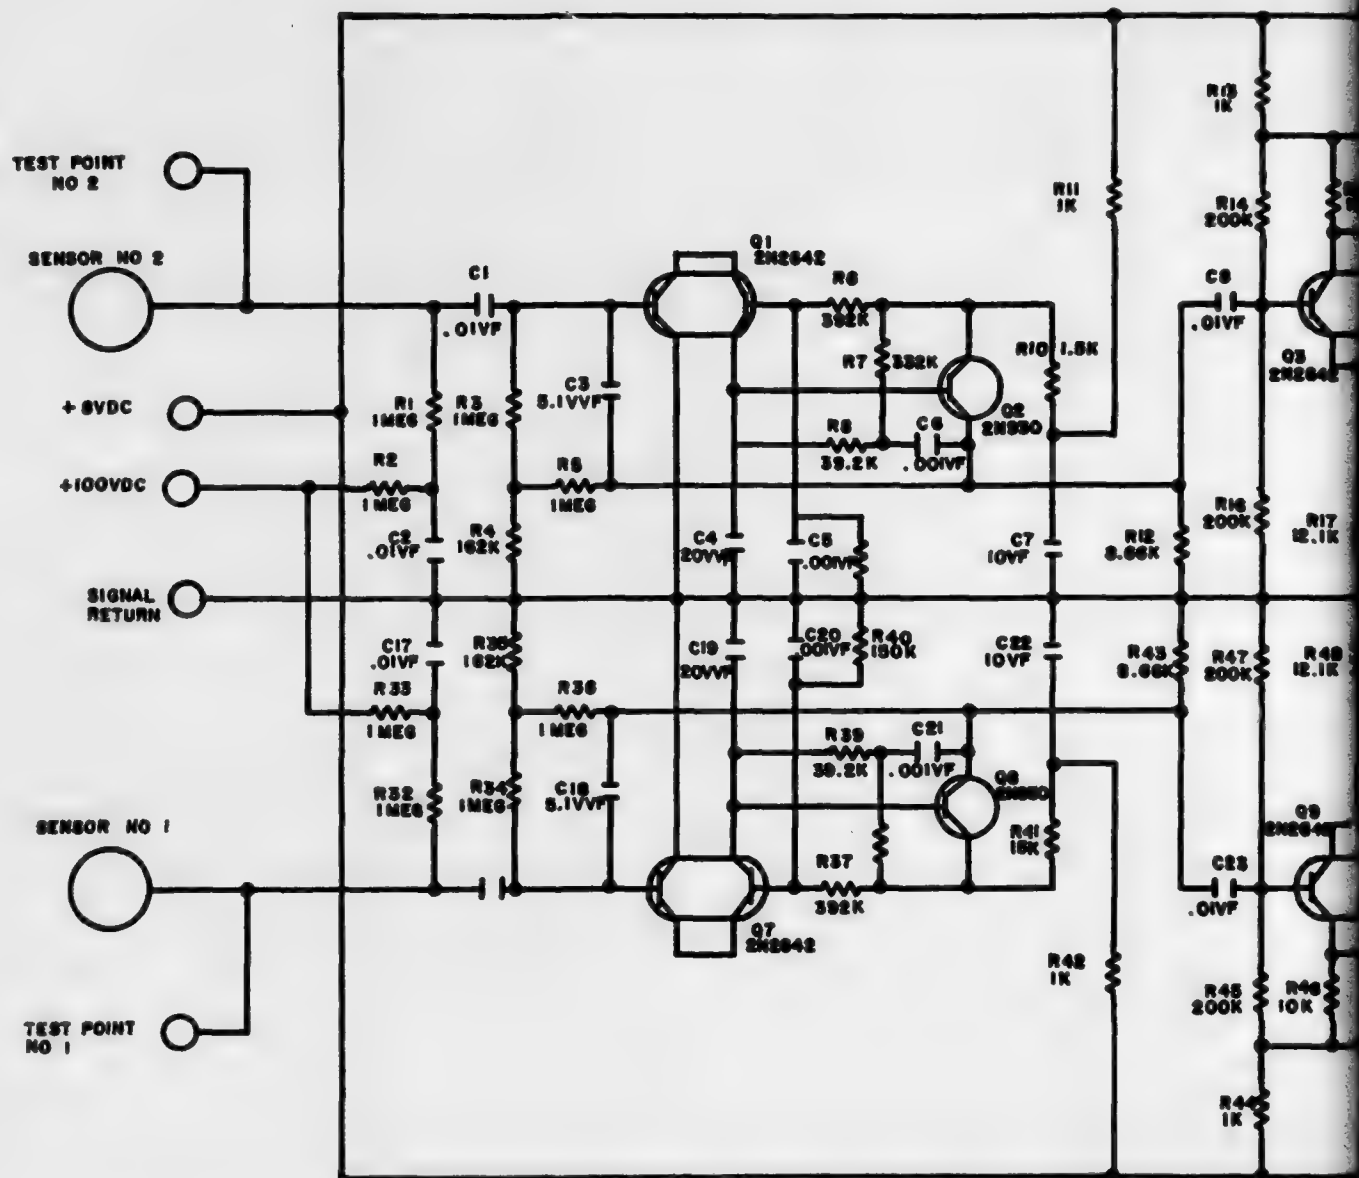 TEST POINT
NO 2
SENSOR NO 2
+ 8VDC
+100VDC
SIGNAL
RETURN
SENSOR NO 1
TEST POINT
NO 1
R1
1MEG
R2
1MEG
C2
.01VF
C17
.01VF
R33
1MEG
R32
1MEG
C1
.01VF
R3
1MEG
R4
162K
R35
162K
R34
1MEG
C3
5.1VVF
R5
1MEG
R36
1MEG
C18
5.1VVF
Q1
2N2642
C4
20VVF
C19
20VVF
Q7
2N2642
R6
392K
R7 332K
R8
39.2K
C6
.001VF
Q2
2N930
C5
.001VF
C20
.001VF
R40
150K
R39
39.2K
C21
.001VF
R37
392K
R10 1.5K
R11
1K
C7
10VF
C22
10VF
R41
15K
R42
1K
R12
8.66K
R43
8.66K
C8
.01VF
C23
.01VF
R13
1K
R14
200K
Q3
2N2642
R16
200K
R17
12.1K
R47
200K
R48
12.1K
Q9
R45
200K
R46
10K
R44
1K